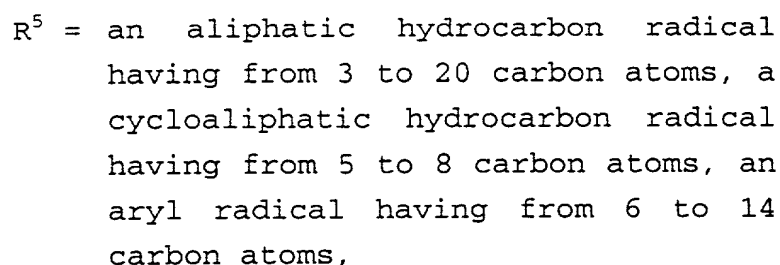 R⁵ = an aliphatic hydrocarbon radical
having from 3 to 20 carbon atoms, a
cycloaliphatic hydrocarbon radical
having from 5 to 8 carbon atoms, an
aryl radical having from 6 to 14
carbon atoms,